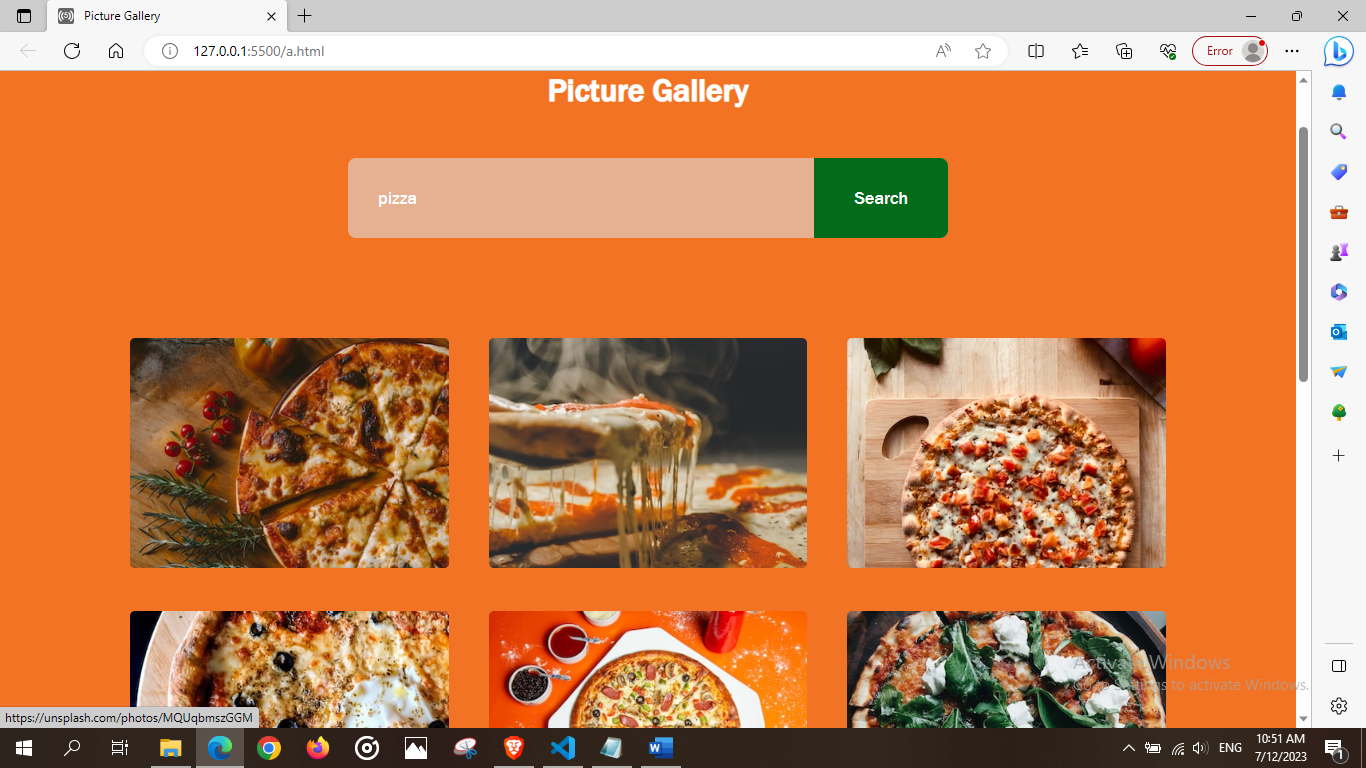 Picture Gallery
127.0.0.1:5500/a.html
Error
Picture Gallery
pizza
Search
Activate Windows
Go to Settings to activate Windows.
https://unsplash.com/photos/MQUqbmszGGM
ENG
10:51 AM
7/12/2023
1